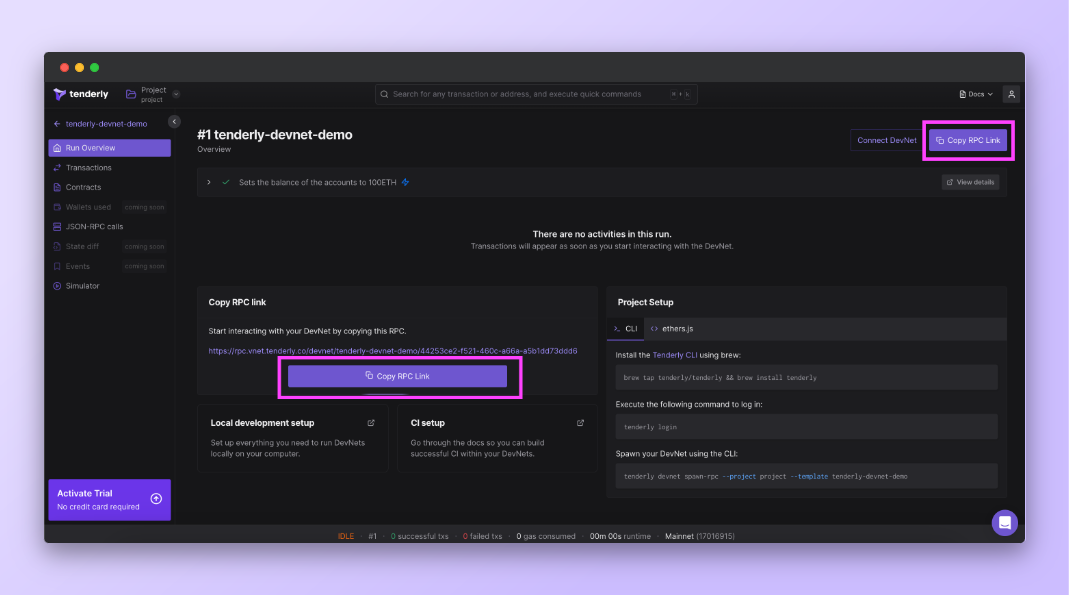 tenderly
Project
project
Search for any transaction or address, and execute quick commands
⌘ + k
Docs
tenderly-devnet-demo
Run Overview
Transactions
Contracts
Wallets used
coming soon
JSON-RPC calls
State diff
coming soon
Events
coming soon
Simulator
Activate Trial
No credit card required
#1 tenderly-devnet-demo
Overview
Connect DevNet
Copy RPC Link
Sets the balance of the accounts to 100ETH
View details
There are no activities in this run.
Transactions will appear as soon as you start interacting with the DevNet.
Copy RPC link
Start interacting with your DevNet by copying this RPC.
https://rpc.vnet.tenderly.co/devnet/tenderly-devnet-demo/44253ce2-f521-460c-a66a-a5b1dd73ddd6
Copy RPC Link
Local development setup
Set up everything you need to run DevNets
locally on your computer.
CI setup
Go through the docs so you can build
successful CI within your DevNets.
Project Setup
CLI
ethers.js
Install the Tenderly CLI using brew:
brew tap tenderly/tenderly && brew install tenderly
Execute the following command to log in:
tenderly login
Spawn your DevNet using the CLI:
tenderly devnet spawn-rpc --project project --template tenderly-devnet-demo
IDLE · #1 · 0 successful txs · 0 failed txs · 0 gas consumed · 00m 00s runtime · Mainnet (17016915)